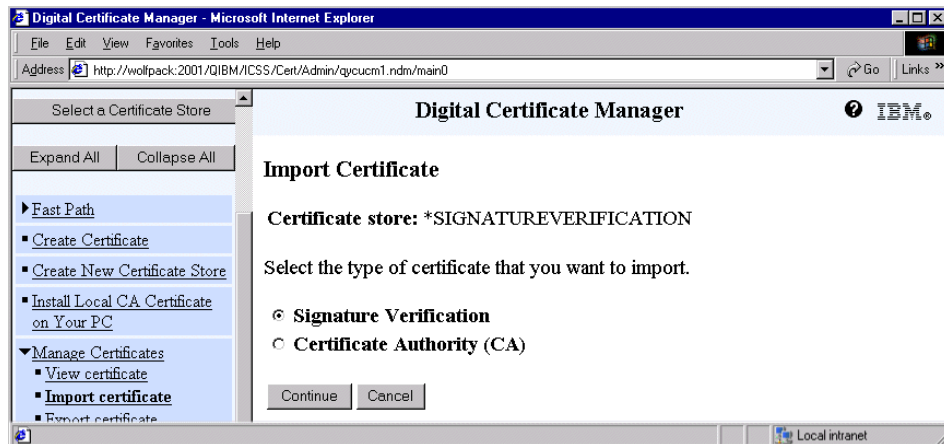 Digital Certificate Manager - Microsoft Internet Explorer
File Edit View Favorites Tools Help
Address http://wolfpack:2001/QIBM/ICSS/Cert/Admin/qycucm1.ndm/main0 Go Links »
Select a Certificate Store
Expand All Collapse All
Fast Path
Create Certificate
Create New Certificate Store
Install Local CA Certificate
on Your PC
Manage Certificates
View certificate
Import certificate
Export certificate
Digital Certificate Manager
IBM®
Import Certificate
Certificate store: *SIGNATUREVERIFICATION
Select the type of certificate that you want to import.
Signature Verification
Certificate Authority (CA)
Continue Cancel
Local intranet